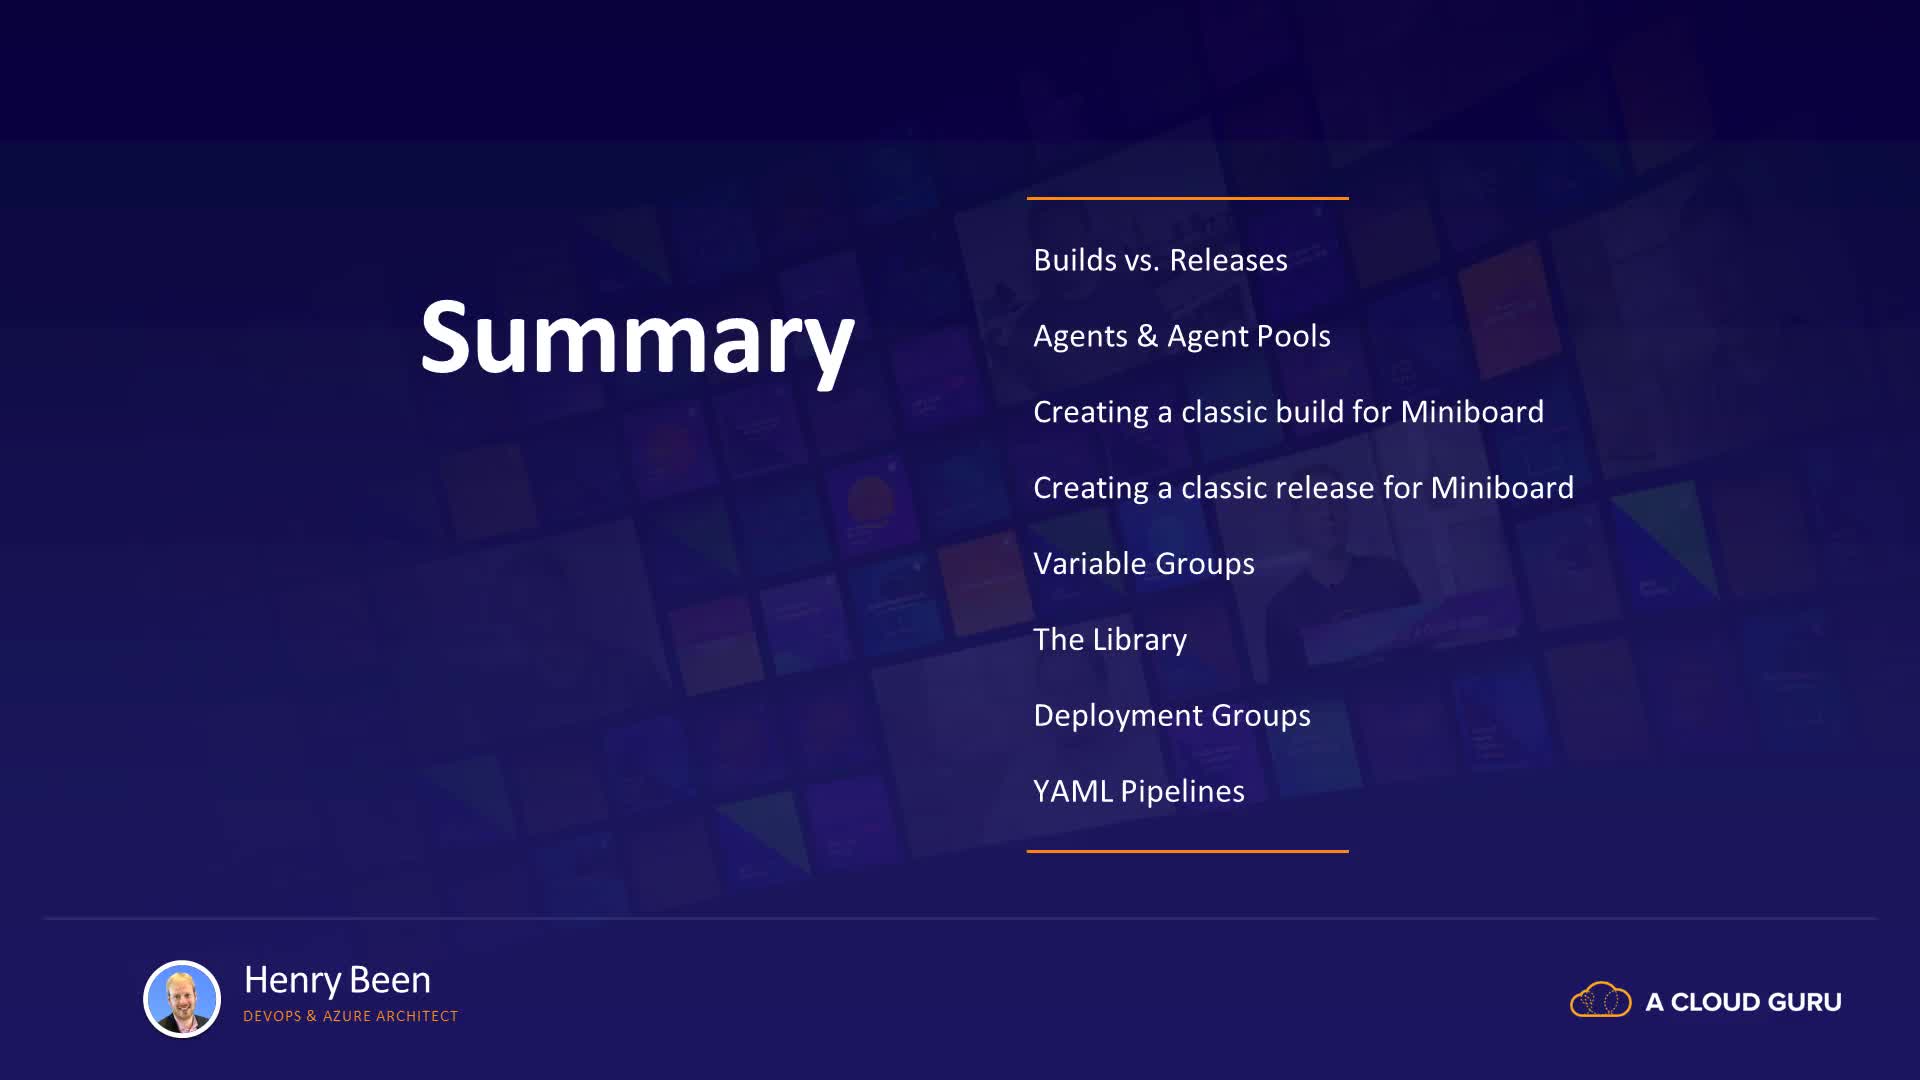 Summary
Builds vs. Releases
Agents & Agent Pools
Creating a classic build for Miniboard
Creating a classic release for Miniboard
Variable Groups
The Library
Deployment Groups
YAML Pipelines
Henry Been
DEVOPS & AZURE ARCHITECT
A CLOUD GURU